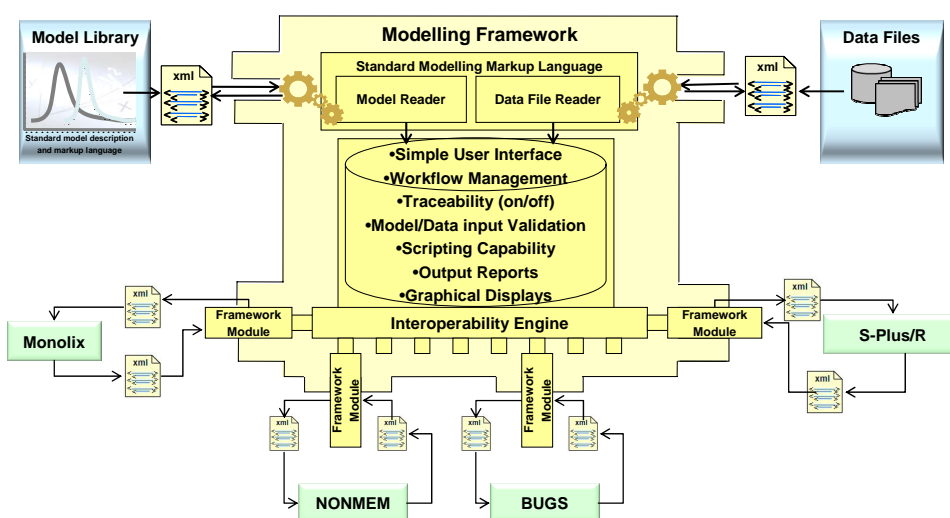 Model Library
Standard model description
and markup language
xml
Modelling Framework
Standard Modelling Markup Language
Model Reader
Data File Reader
xml
Data Files
•Simple User Interface
•Workflow Management
•Traceability (on/off)
•Model/Data input Validation
•Scripting Capability
•Output Reports
•Graphical Displays
Interoperability Engine
xml
Monolix
xml
Framework
Module
Framework
Module
xml
S-Plus/R
xml
Framework
Module
xml
xml
NONMEM
Framework
Module
xml
xml
BUGS